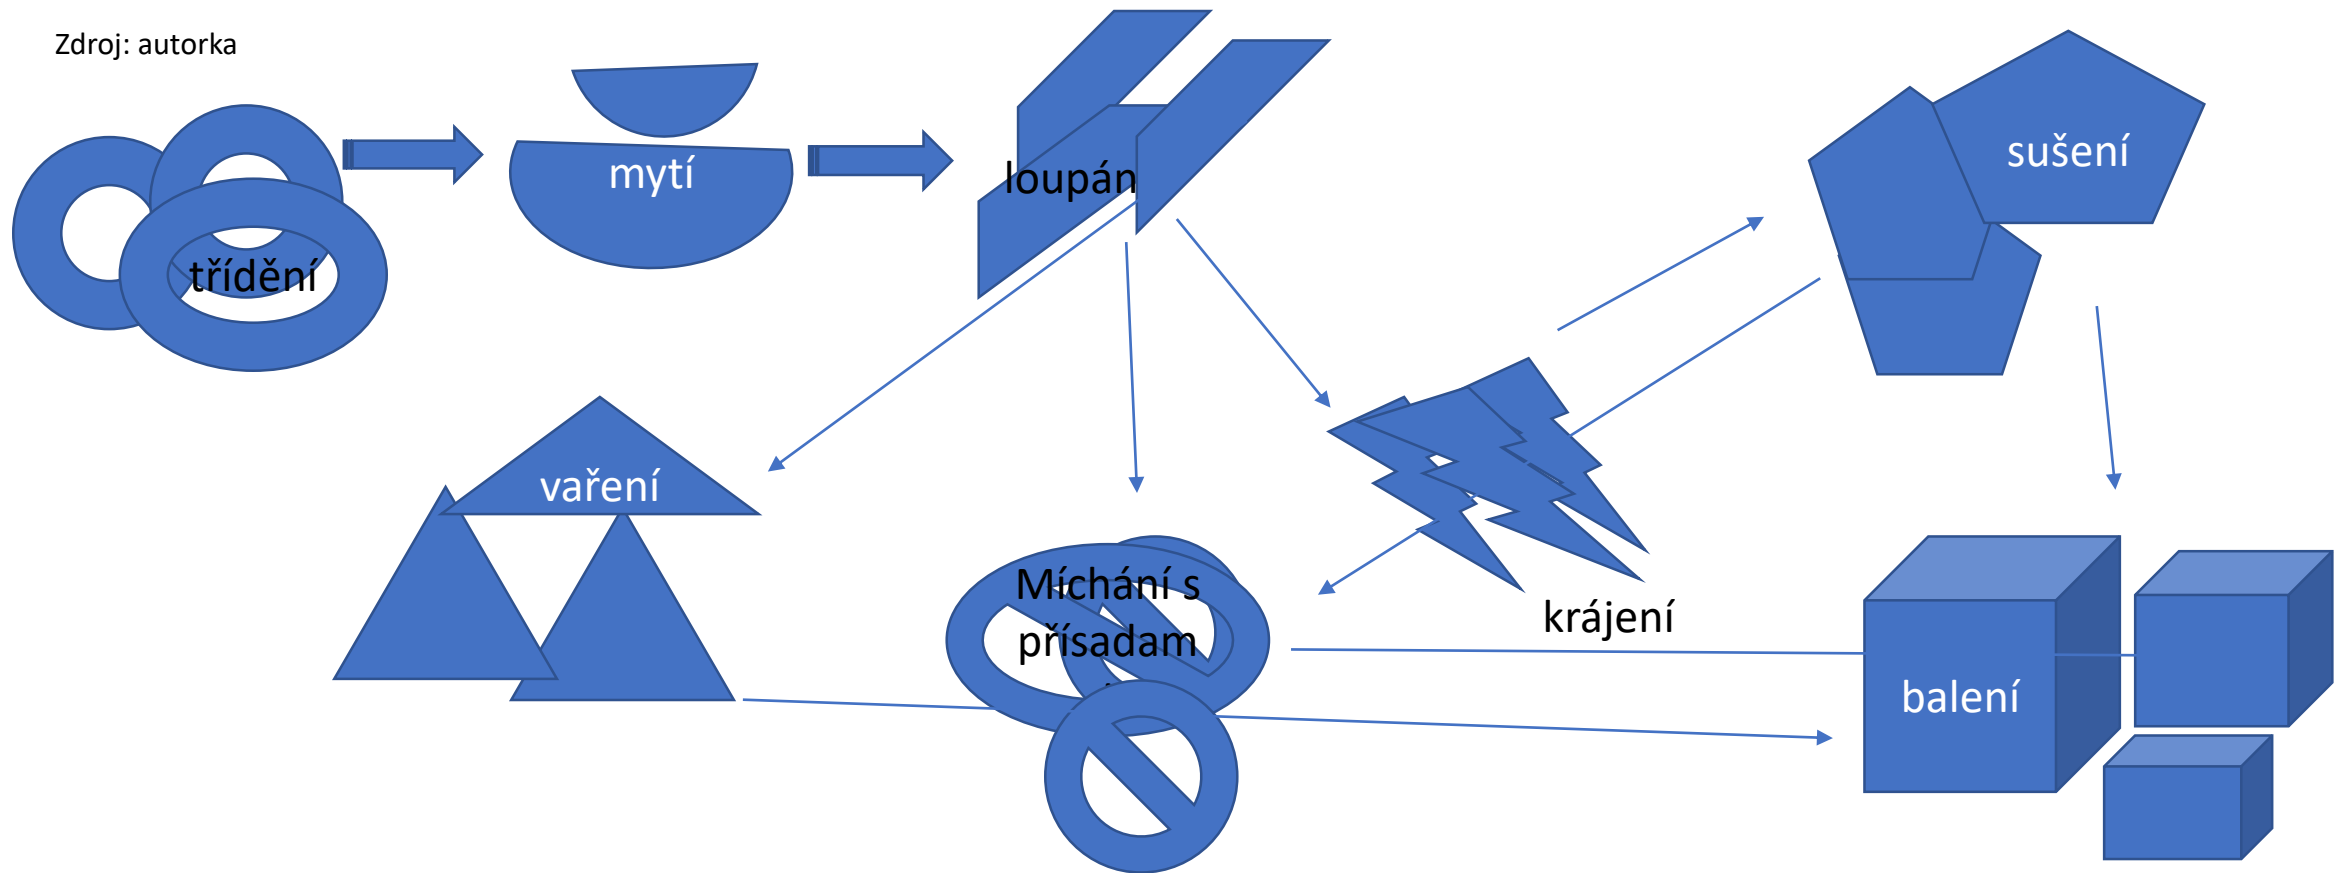 Zdroj: autorka
třídění
mytí
loupán
sušení
vaření
Míchání s
přísadam
krájení
balení